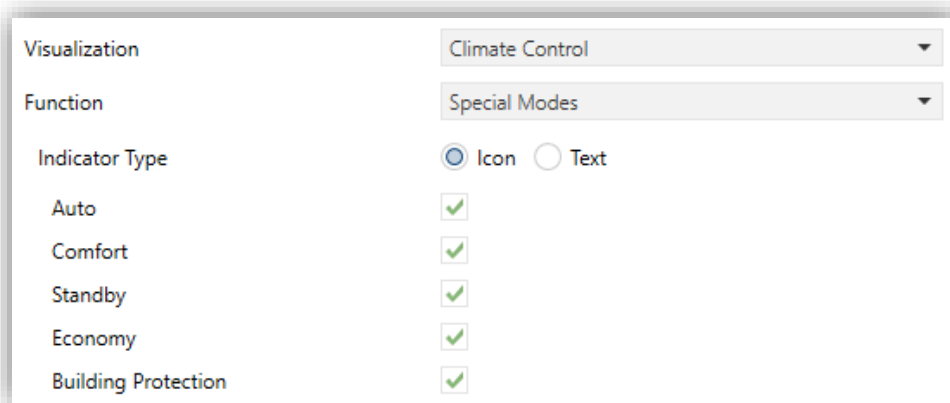 Visualization Climate Control
Function Special Modes
Indicator Type Icon Text
Auto
Comfort
Standby
Economy
Building Protection